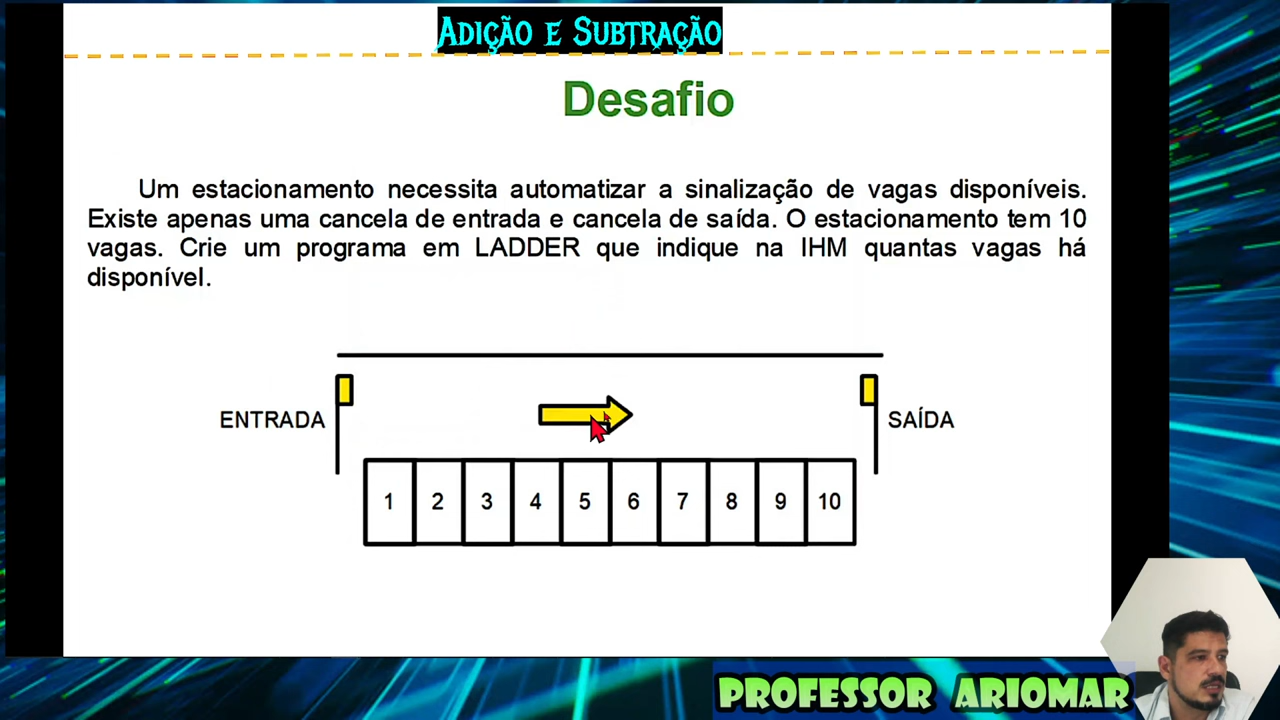 ADIÇÃO E SUBTRAÇÃO
Desafio
Um estacionamento necessita automatizar a sinalização de vagas disponíveis.
Existe apenas uma cancela de entrada e cancela de saída. O estacionamento tem 10
vagas. Crie um programa em LADDER que indique na IHM quantas vagas há
disponível.
ENTRADA
SAÍDA
1 2 3 4 5 6 7 8 9 10
PROFESSOR ARIOMAR